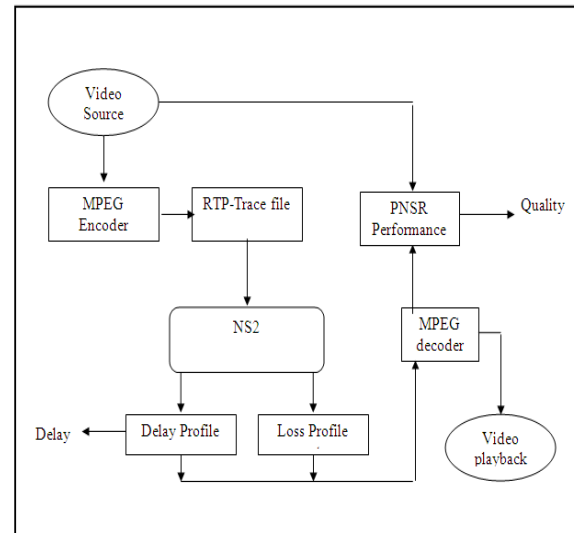 Video
Source
MPEG
Encoder
RTP-Trace file
PNSR
Performance
Quality
NS2
MPEG
decoder
Delay
Delay Profile
Loss Profile
Video
playback